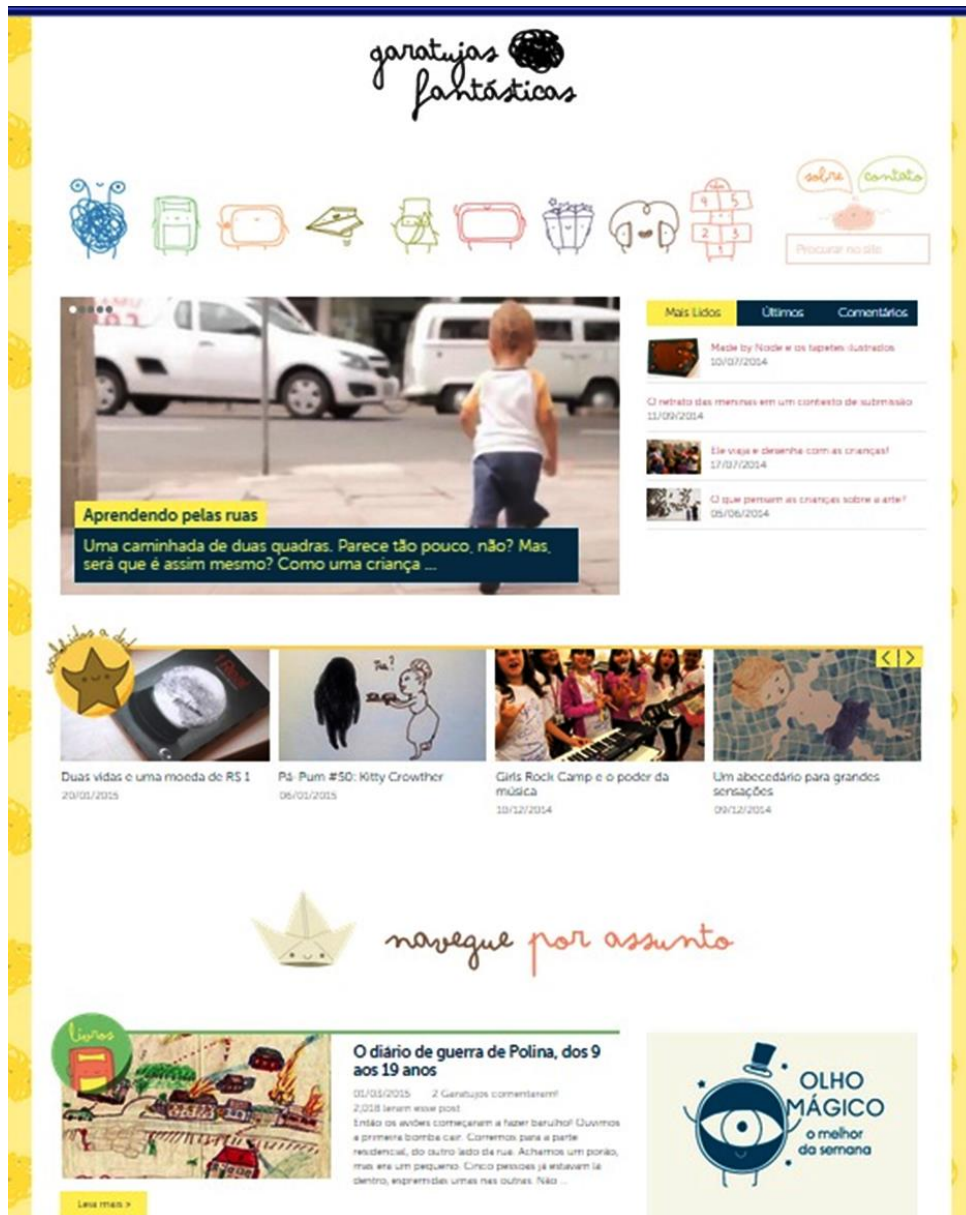 garatujas
fantásticas
sobre
contato
4 5
2 3
1
Procurar no site
Mais Lidos
Últimos
Comentários
Made by Node e os tapetes ilustrados
10/07/2014
O retrato das meninas em um contexto de submissão
11/09/2014
Ele viaja e desenha com as crianças!
17/07/2014
O que pensam as crianças sobre a arte?
05/06/2014
Aprendendo pelas ruas
Uma caminhada de duas quadras. Parece tão pouco, não? Mas,
será que é assim mesmo? Como uma criança ...
escolhidos a dedo
Duas vidas e uma moeda de R$ 1
20/01/2015
Pá-Pum #50: Kitty Crowther
06/01/2015
Girls Rock Camp e o poder da
música
10/12/2014
Um abecedário para grandes
sensações
09/12/2014
navegue por assunto
livros
O diário de guerra de Polina, dos 9
aos 19 anos
01/03/2015 2 Garatujos comentaram!
2,018 leram esse post
Então os aviões começaram a fazer barulho! Ouvimos
a primeira bomba cair. Corremos para a parte
residencial, do outro lado da rua. Achamos um porão,
mas era um pequeno. Cinco pessoas já estavam lá
dentro, espremidas umas nas outras. Não ...
Leia mais >
OLHO
MÁGICO
o melhor
da semana